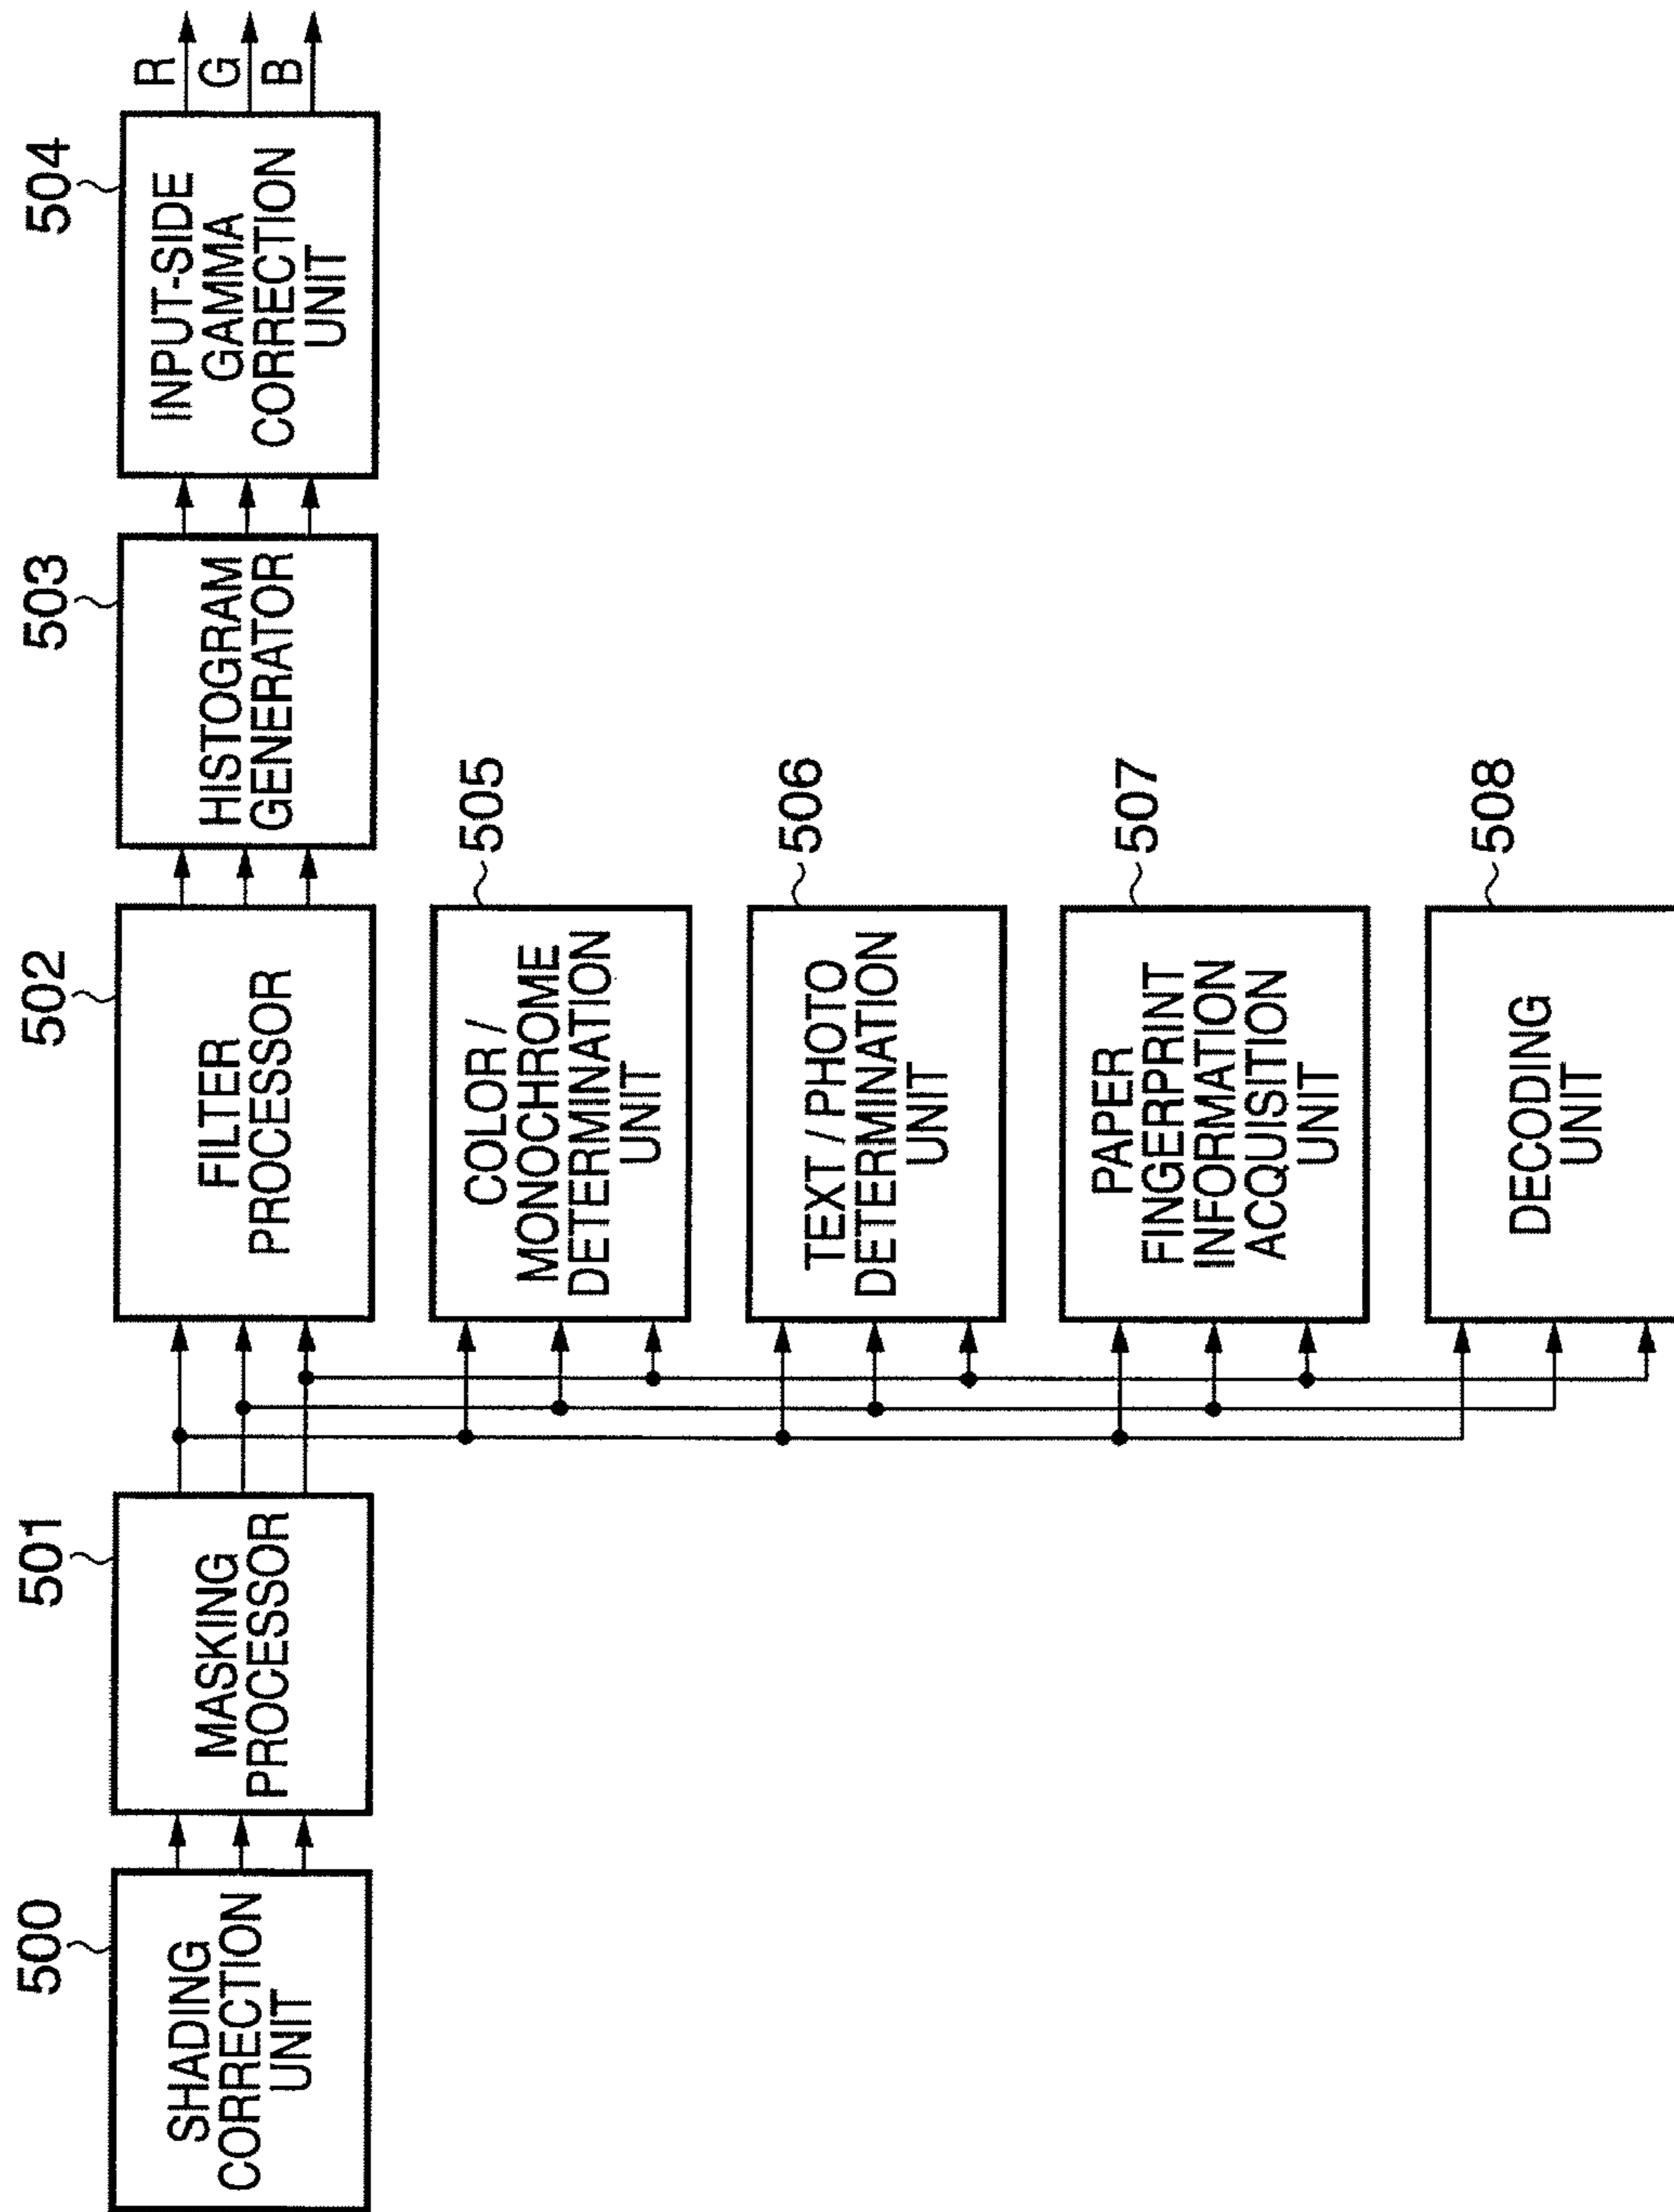 500
SHADING
CORRECTION
UNIT
501
MASKING
PROCESSOR
502
FILTER
PROCESSOR
503
HISTOGRAM
GENERATOR
504
INPUT-SIDE
GAMMA
CORRECTION
UNIT
R
G
B
505
COLOR /
MONOCHROME
DETERMINATION
UNIT
506
TEXT / PHOTO
DETERMINATION
UNIT
507
PAPER
FINGERPRINT
INFORMATION
ACQUISITION
UNIT
508
DECODING
UNIT